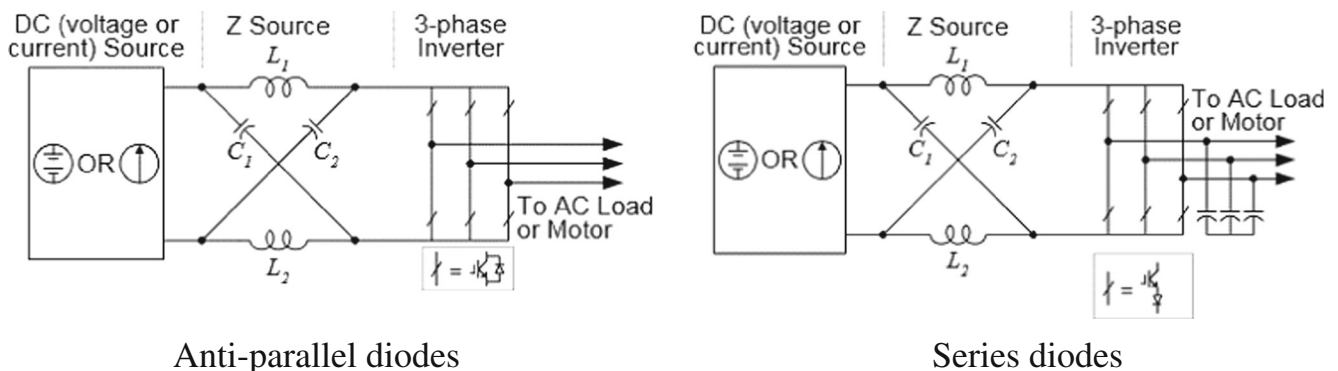 DC (voltage or
current) Source
Z Source
3-phase
Inverter
L1
OR
C1
C2
To AC Load
or Motor
L2
=
Anti-parallel diodes
DC (voltage or
current) Source
Z Source
3-phase
Inverter
L1
To AC Load
or Motor
OR
C1
C2
L2
=
Series diodes